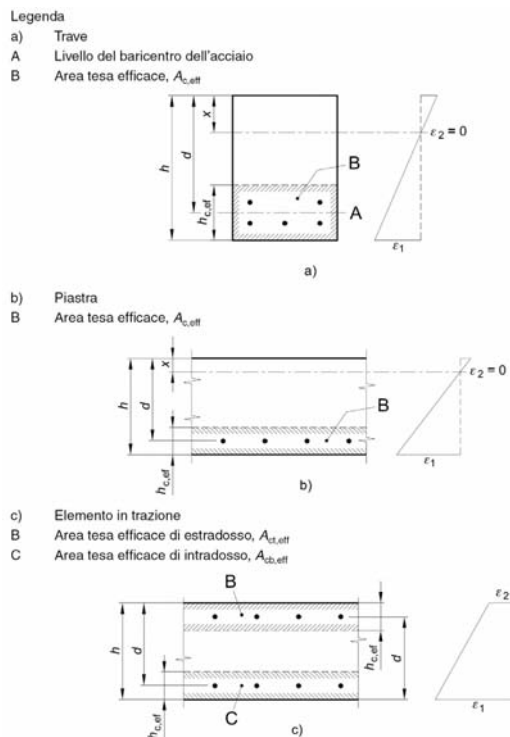 Legenda
a) Trave
A Livello del baricentro dell'acciaio
B Area tesa efficace, Ac,eff
x
h
d
hc,ef
B
A
ε2 = 0
ε1
a)
b) Piastra
B Area tesa efficace, Ac,eff
x
h
d
hc,ef
B
ε2 = 0
ε1
b)
c) Elemento in trazione
B Area tesa efficace di estradosso, Act,eff
C Area tesa efficace di intradosso, Acb,eff
B
h
d
hc,ef
hc,ef
d
C
ε2
ε1
c)